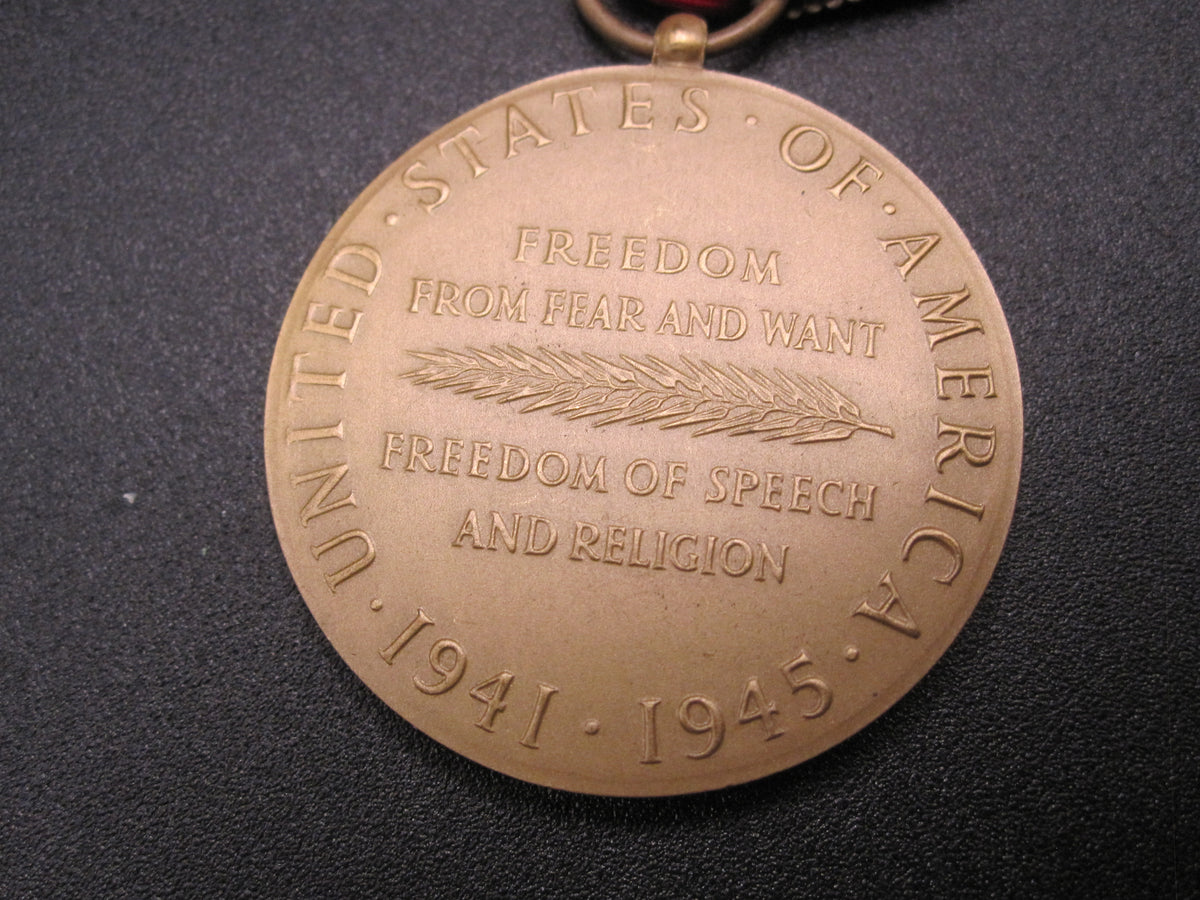 UNITED · STATES · OF · AMERICA ·
FREEDOM
FROM FEAR AND WANT
FREEDOM OF SPEECH
AND RELIGION
· 1941 · 1945 ·